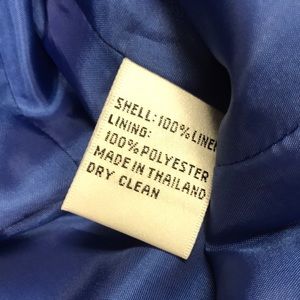 SHELL: 100% LINEN
LINING:
100% POLYESTER
MADE IN THAILAND
DRY CLEAN